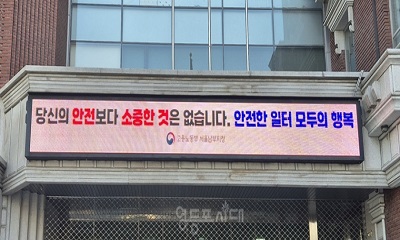 당신의 안전보다 소중한 것은 없습니다. 안전한 일터 모두의 행복
고용노동부 서울남부지청
영등포시대